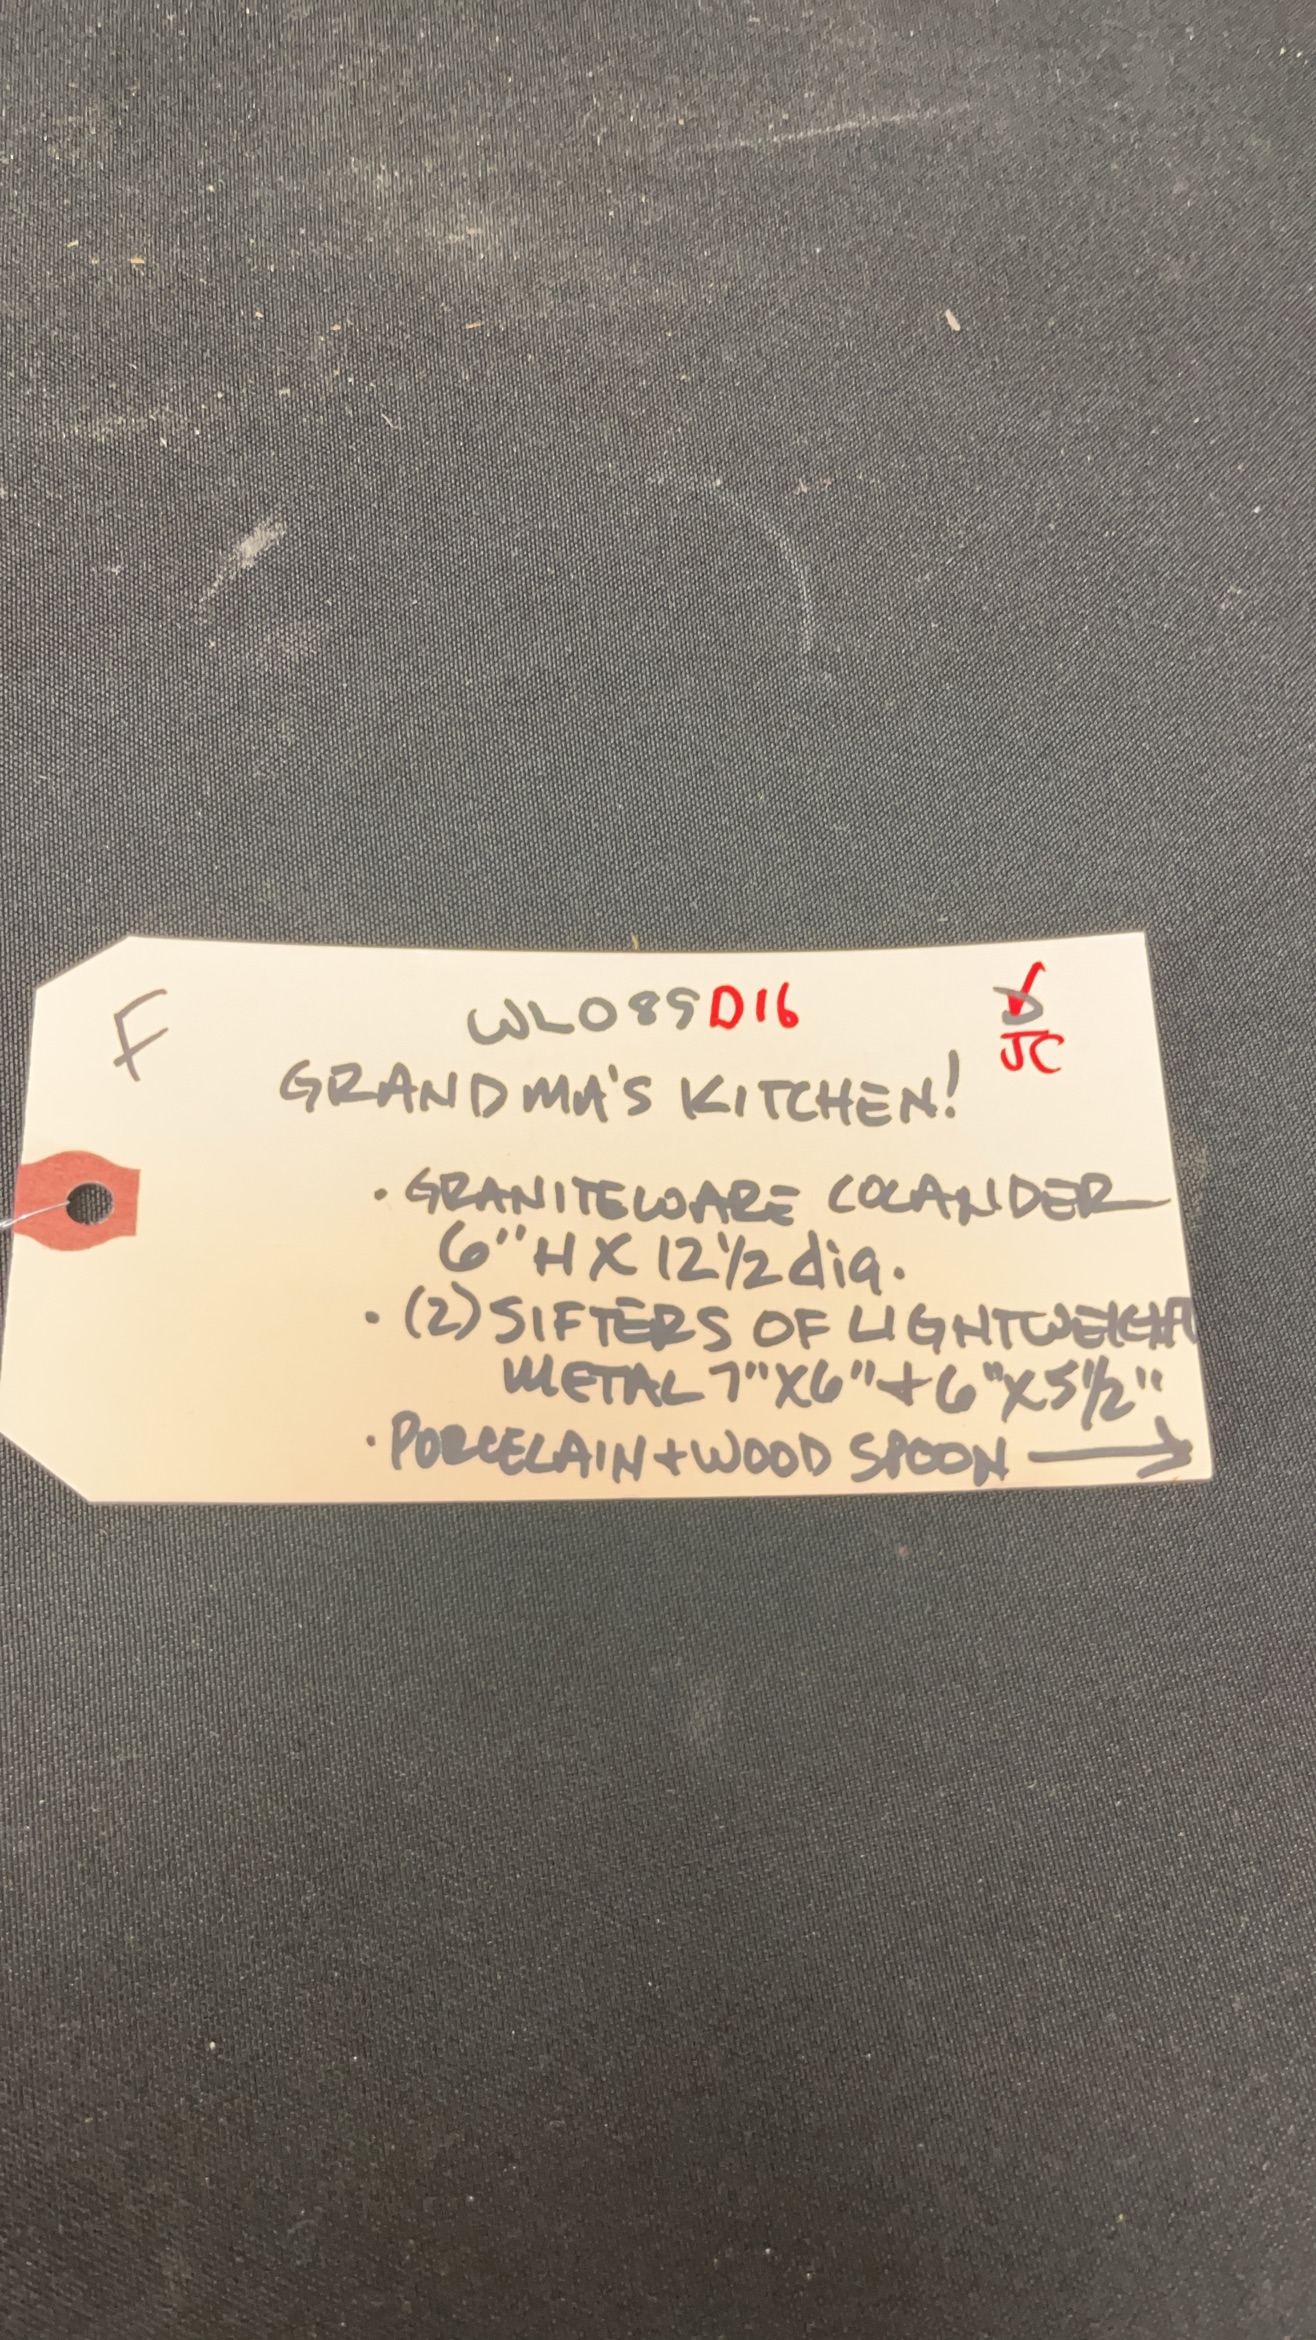 F
WL089D16
D
JC
GRANDMA'S KITCHEN!
• GRANITEWARE COLANDER
6"H X 12½ dia.
• (2) SIFTERS OF LIGHTWEIGHT
METAL 7"X6" + 6"X5½"
• PORCELAIN + WOOD SPOON →